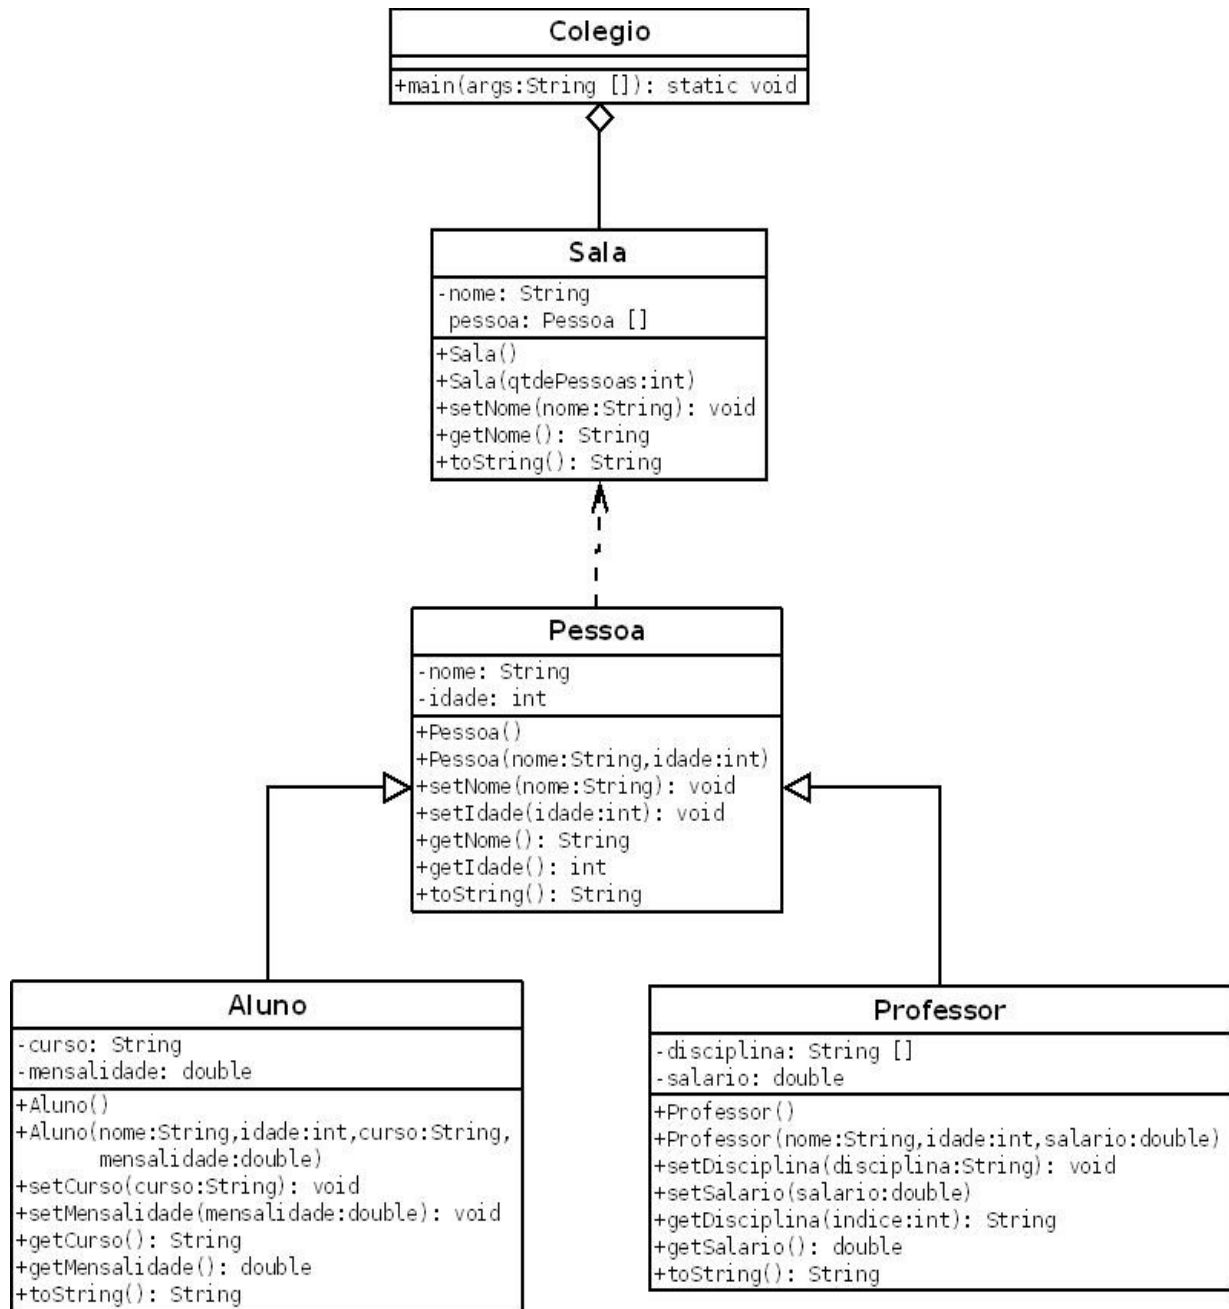 Colegio
+main(args:String []): static void
Sala
-nome: String
pessoa: Pessoa []
+Sala()
+Sala(qtdePessoas:int)
+setNome(nome:String): void
+getNome(): String
+toString(): String
Pessoa
-nome: String
-idade: int
+Pessoa()
+Pessoa(nome:String,idade:int)
+setNome(nome:String): void
+setIdade(idade:int): void
+getNome(): String
+getIdade(): int
+toString(): String
Aluno
-curso: String
-mensalidade: double
+Aluno()
+Aluno(nome:String,idade:int,curso:String,
mensalidade:double)
+setCurso(curso:String): void
+setMensalidade(mensalidade:double): void
+getCurso(): String
+getMensalidade(): double
+toString(): String
Professor
-disciplina: String []
-salario: double
+Professor()
+Professor(nome:String,idade:int,salario:double)
+setDisciplina(disciplina:String): void
+setSalario(salario:double)
+getDisciplina(indice:int): String
+getSalario(): double
+toString(): String